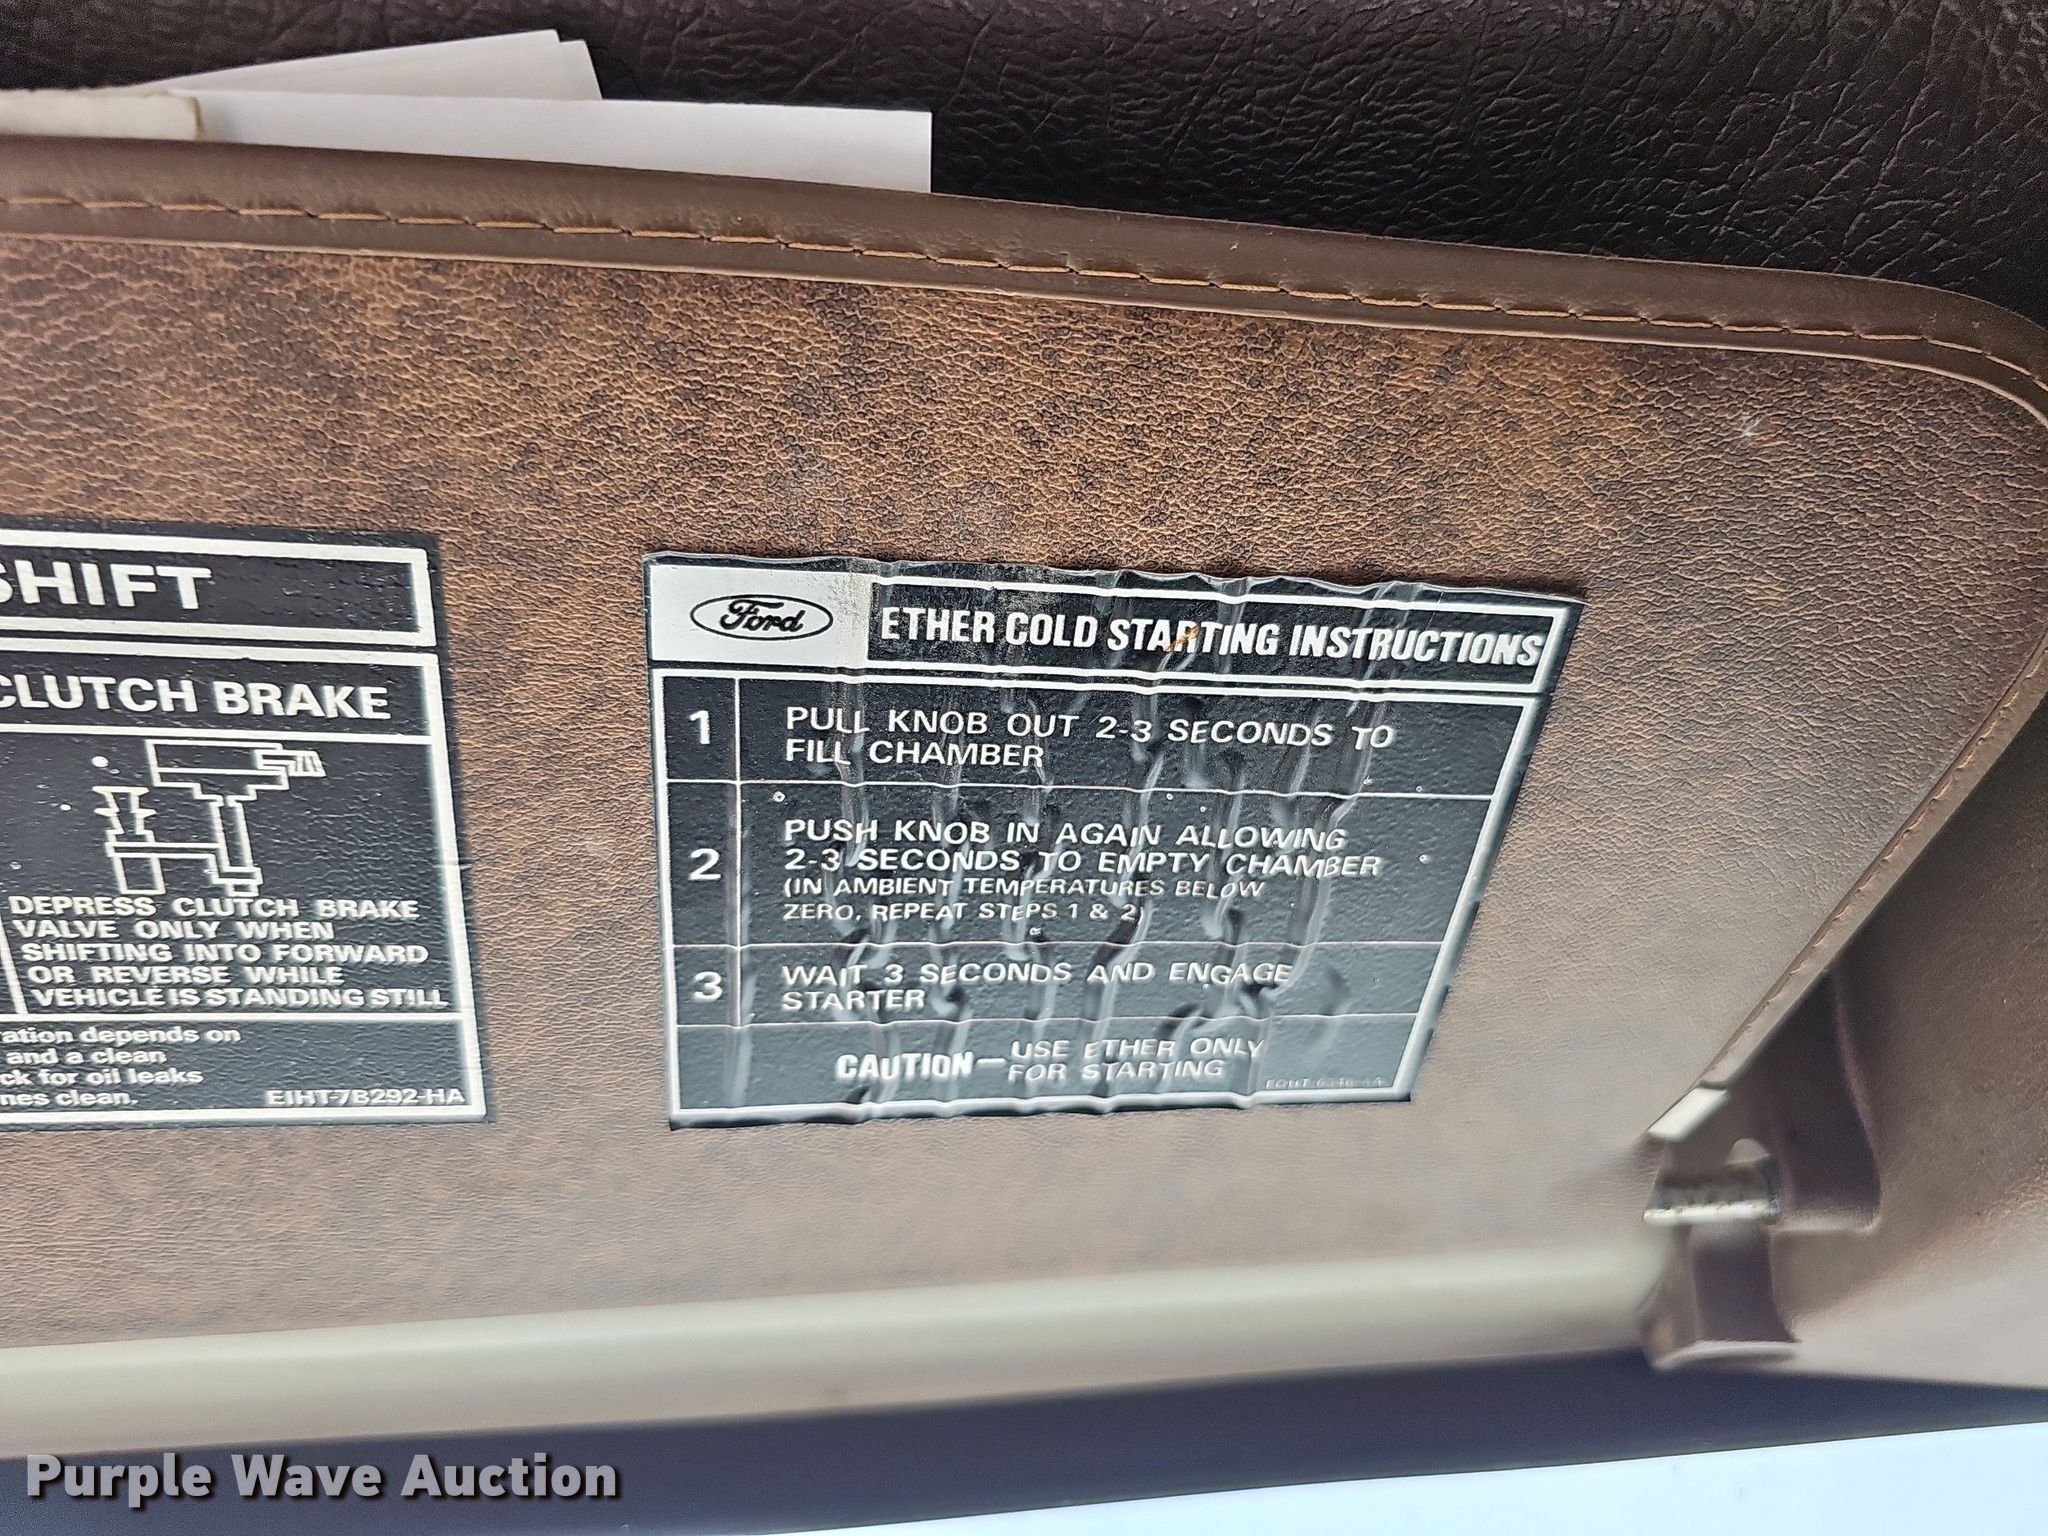 SHIFT
CLUTCH BRAKE
DEPRESS CLUTCH BRAKE
VALVE ONLY WHEN
SHIFTING INTO FORWARD
OR REVERSE WHILE
VEHICLE IS STANDING STILL
depends on
and a clean
for oil leaks
clean.
E1HT-7B292-HA
Ford
ETHER COLD STARTING INSTRUCTIONS
1 PULL KNOB OUT 2-3 SECONDS TO
FILL CHAMBER
2 PUSH KNOB IN AGAIN ALLOWING
2-3 SECONDS TO EMPTY CHAMBER
(IN AMBIENT TEMPERATURES BELOW
ZERO, REPEAT STEPS 1 & 2)
3 WAIT 3 SECONDS AND ENGAGE
STARTER
CAUTION — USE ETHER ONLY
FOR STARTING
Purple Wave Auction